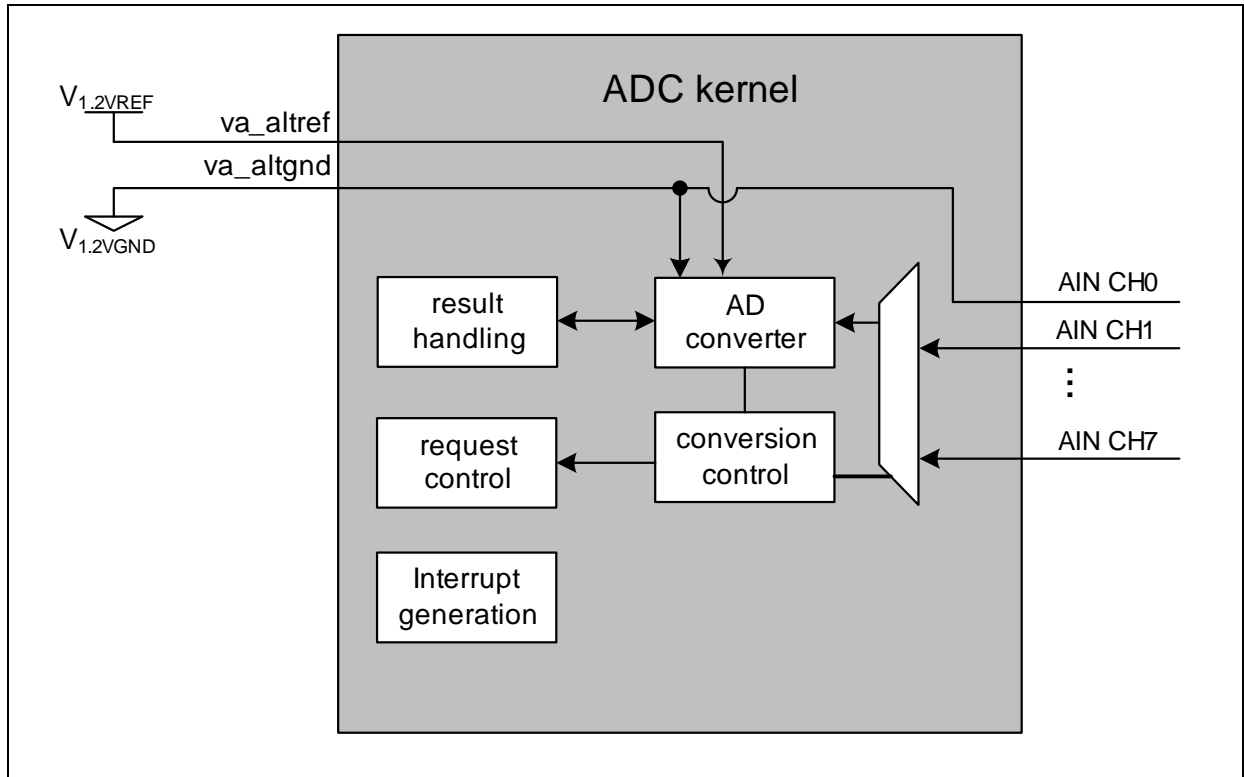 ADC kernel
V1.2VREF
va_altref
va_altgnd
V1.2VGND
result
handling
AD
converter
AIN CH0
AIN CH1
request
control
conversion
control
AIN CH7
Interrupt
generation